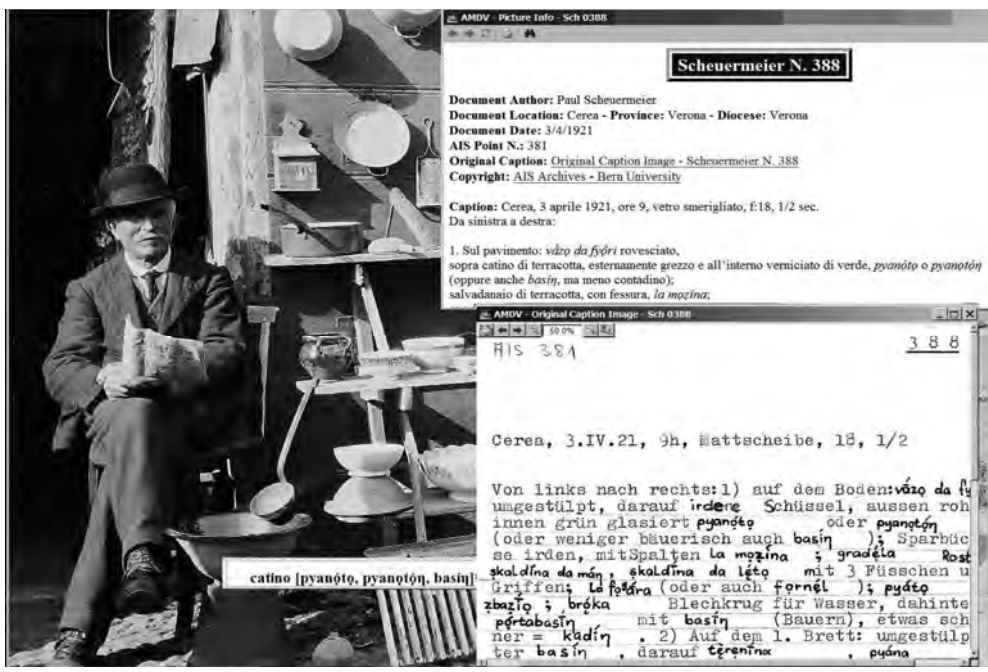 AMDV - Picture Info - Sch 0388
Scheuermeier N. 388
Document Author: Paul Scheuermeier
Document Location: Cerea - Province: Verona - Diocese: Verona
Document Date: 3/4/1921
AIS Point N.: 381
Original Caption: Original Caption Image - Scheuermeier N. 388
Copyright: AIS Archives - Bern University
Caption: Cerea, 3 aprile 1921, ore 9, vetro smerigliato, f:18, 1/2 sec.
Da sinistra a destra:
1. Sul pavimento: vázo da fyóri rovesciato,
sopra catino di terracotta, esternamente grezzo e all'interno verniciato di verde, pyanóto o pyanotón
(oppure anche basín, ma meno contadino);
salvadanaio di terracotta, con fessura, la mozína;
AMDV - Original Caption Image - Sch 0388
50.0%
AIS 381
388
Cerea, 3.IV.21, 9h, Mattscheibe, 18, 1/2
Von links nach rechts: 1) auf dem Boden: vázo da fy
umgestülpt, darauf irdene Schüssel, aussen roh
innen grün glasiert pyanóto oder pyanotón
(oder weniger bäuerisch auch basín ); Sparbüc
se irden, mitSpalten la mozína ; gradéla Rost
skaldína da mán, skaldína da léto mit 3 Füsschen u
Griffen; la fogára (oder auch fornél ); pyáto
zbazío ; bróka Blechkrug für Wasser, dahinte
pórtabasín mit basín (Bauern), etwas sch
ner = kadín . 2) Auf dem 1. Brett: umgestülp
ter basín , darauf terenína , pyána
catino [pyanóto, pyanotón, basín]